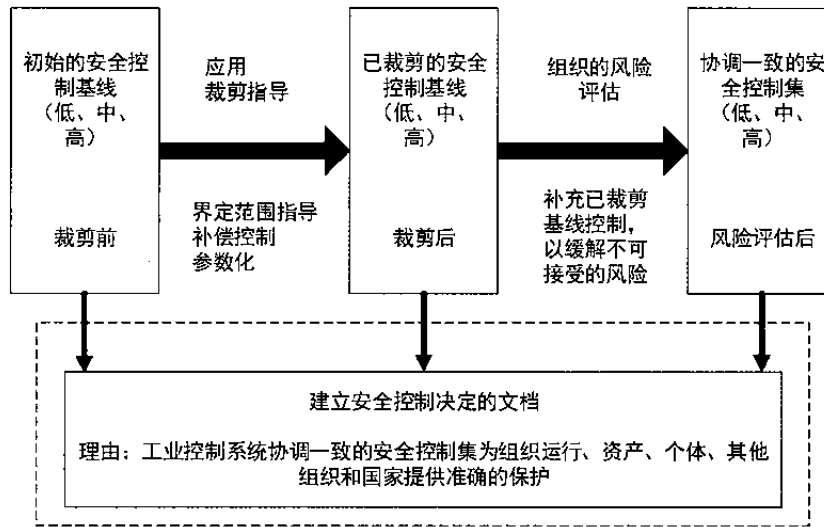 初始的安全控
制基线
（低、中、
高）
裁剪前
应用
裁剪指导
界定范围指导
补偿控制
参数化
已裁剪的安全
控制基线
（低、中、
高）
裁剪后
组织的风险
评估
补充已裁剪
基线控制，
以缓解不可
接受的风险
协调一致的安
全控制集
（低、中、
高）
风险评估后
建立安全控制决定的文档
理由：工业控制系统协调一致的安全控制集为组织运行、资产、个体、其他
组织和国家提供准确的保护